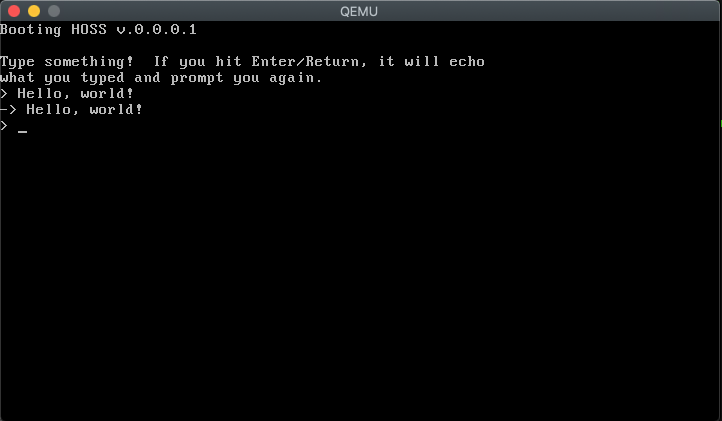 QEMU
Booting HOSS v.0.0.0.1
Type something!  If you hit Enter/Return, it will echo
what you typed and prompt you again.
> Hello, world!
-> Hello, world!
> _